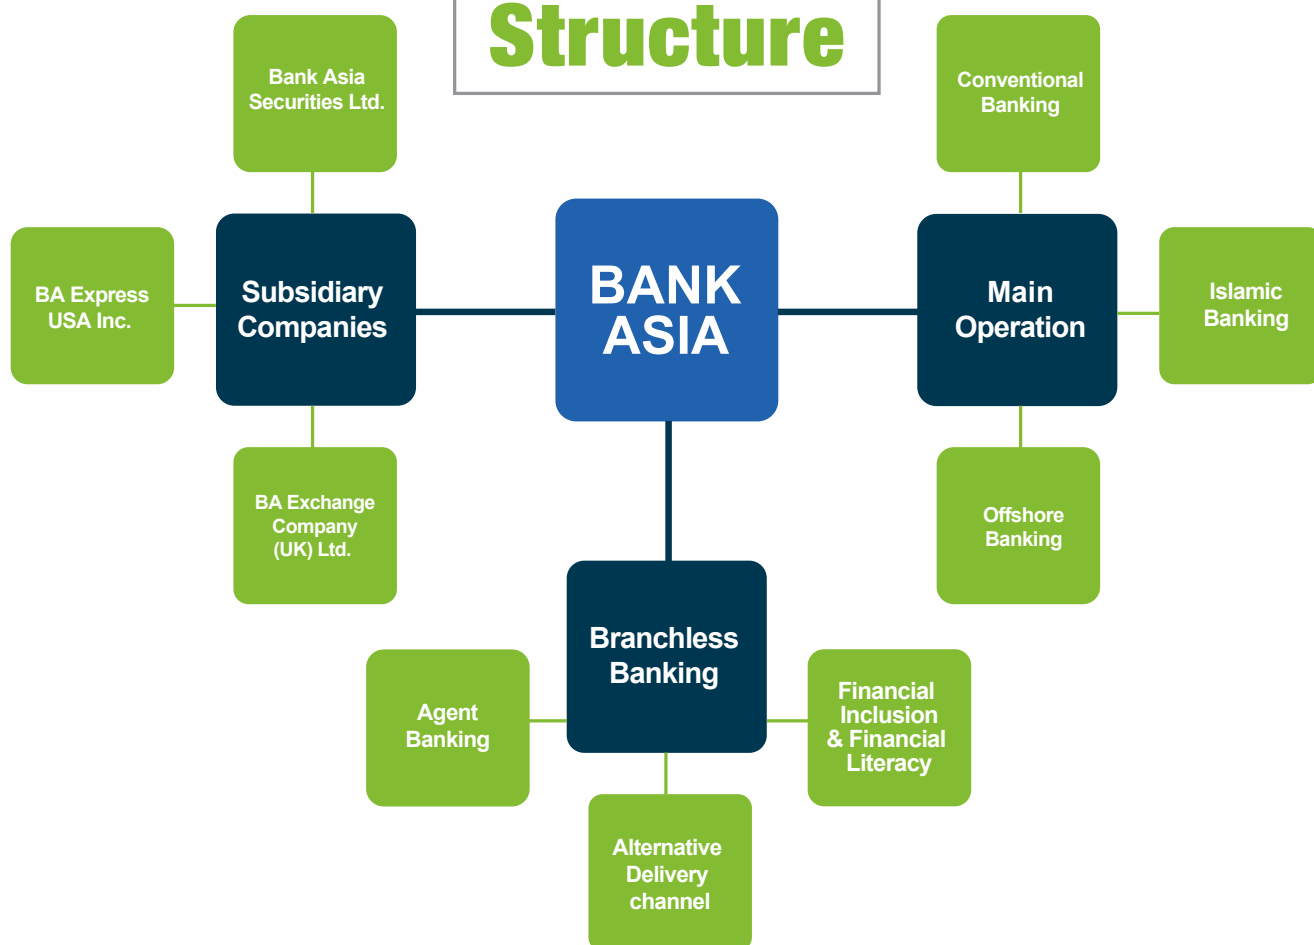 Structure
Bank Asia
Securities Ltd.
Conventional
Banking
BA Express
USA Inc.
Subsidiary
Companies
BANK
ASIA
Main
Operation
Islamic
Banking
BA Exchange
Company
(UK) Ltd.
Offshore
Banking
Branchless
Banking
Agent
Banking
Financial
Inclusion
& Financial
Literacy
Alternative
Delivery
channel